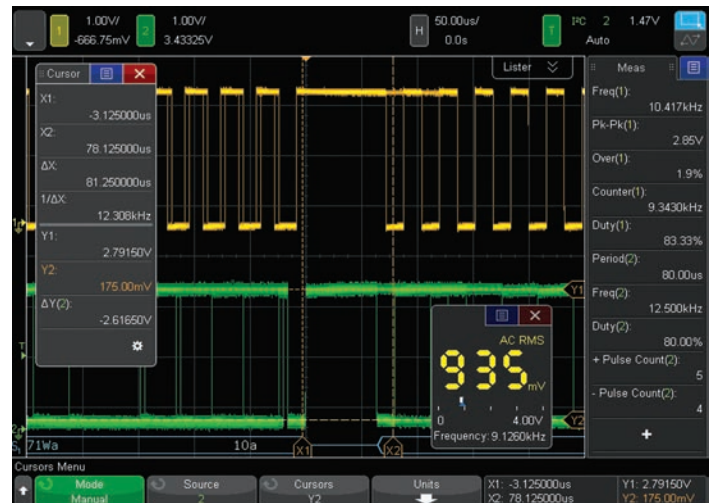 1 1.00V/ -666.75mV 2 1.00V/ 3.43325V H 50.00us/ 0.0s T I²C 2 1.47V Auto
Lister
Cursor
X1:
-3.125000us
X2:
78.125000us
ΔX:
81.250000us
1/ΔX:
12.308kHz
Y1:
2.79150V
Y2:
175.00mV
ΔY(2):
-2.61650V
Meas
Freq(1):
10.417kHz
Pk-Pk(1):
2.85V
Over(1):
1.9%
Counter(1):
9.3430kHz
Duty(1):
83.33%
Period(2):
80.00us
Freq(2):
12.500kHz
Duty(2):
80.00%
+ Pulse Count(2):
5
- Pulse Count(2):
4
AC RMS
935 mV
0 4.00V
Frequency: 9.1260kHz
Y1
Y2
T
71Wa 10a X1 X2
Cursors Menu
Mode
Manual
Source
2
Cursors
Y2
Units
X1: -3.125000us
X2: 78.125000us
Y1: 2.79150V
Y2: 175.00mV